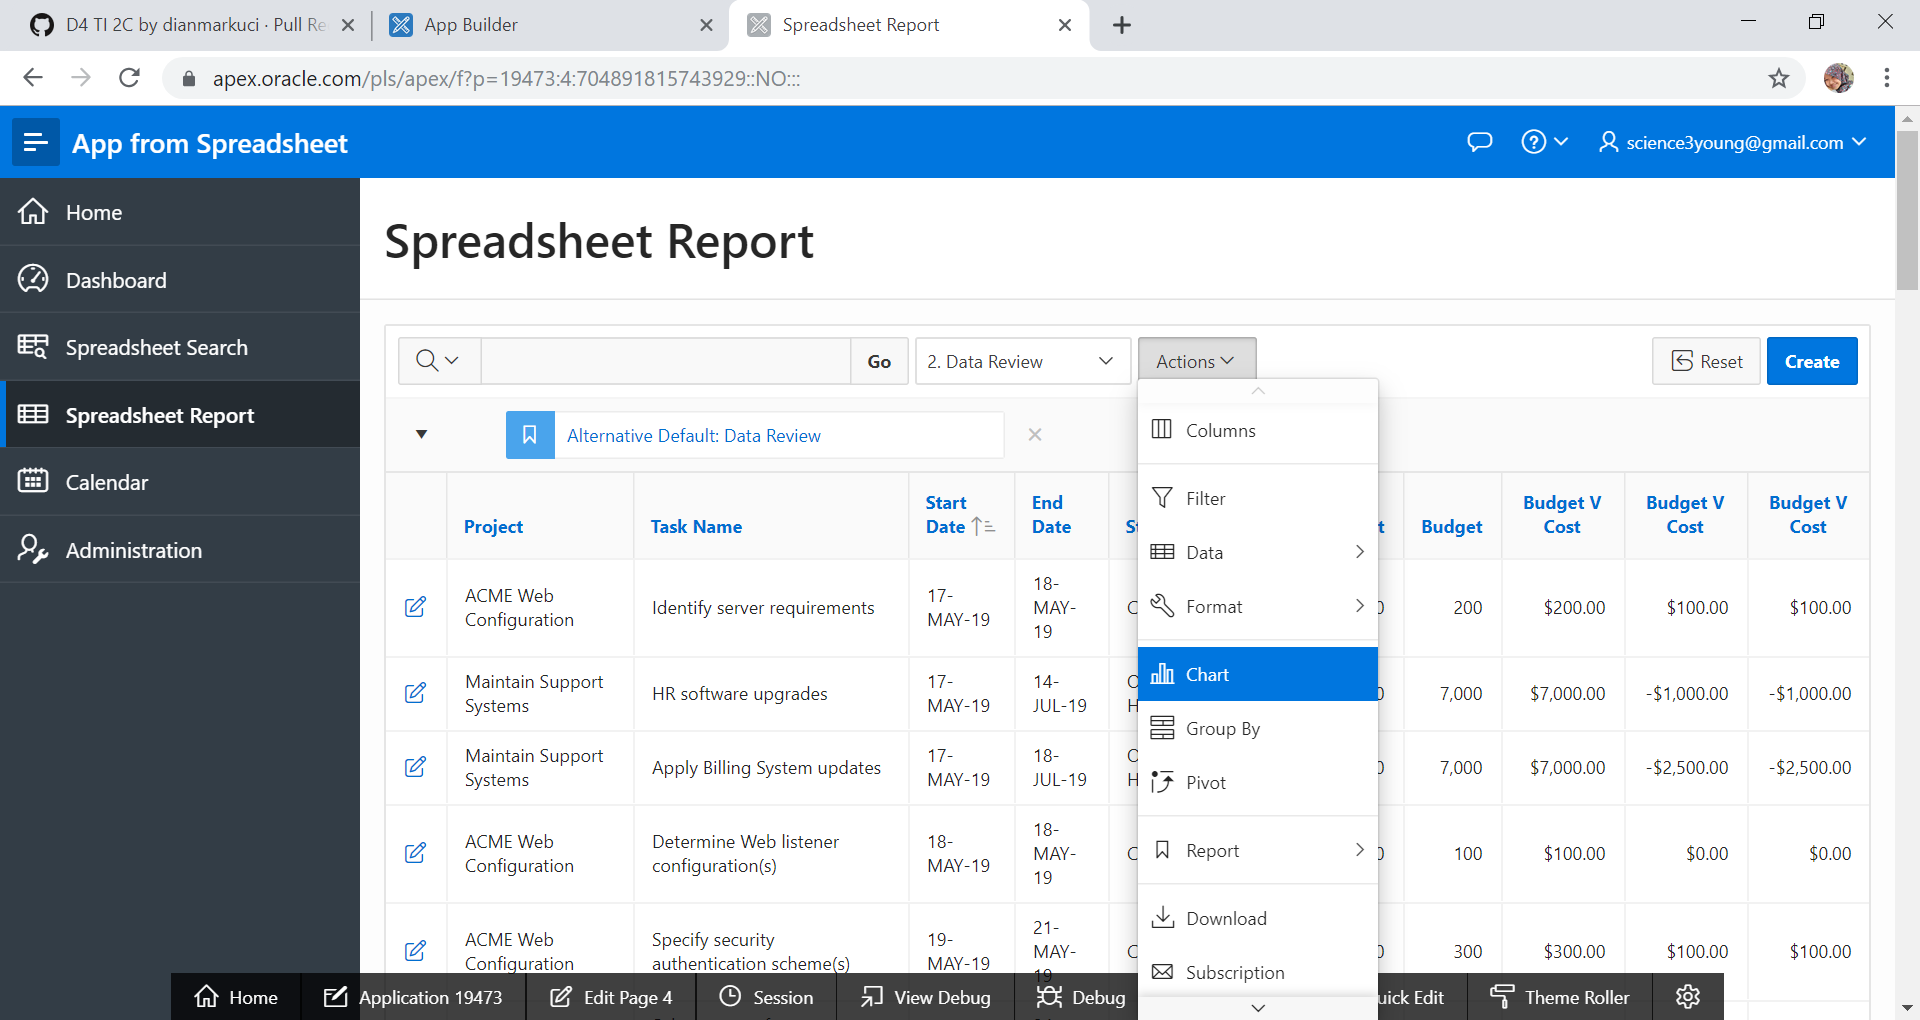 D4 TI 2C by dianmarkuci · Pull Re
App Builder
Spreadsheet Report
apex.oracle.com/pls/apex/f?p=19473:4:704891815743929::NO:::
App from Spreadsheet
science3young@gmail.com
Home
Dashboard
Spreadsheet Search
Spreadsheet Report
Calendar
Administration
Spreadsheet Report
Go
2. Data Review
Actions
Reset
Create
Alternative Default: Data Review
Columns
Filter
Data
Format
Chart
Group By
Pivot
Report
Download
Subscription
Project
Task Name
Start
Date
End
Date
St
t
Budget
Budget V
Cost
Budget V
Cost
Budget V
Cost
ACME Web
Configuration
Identify server requirements
17-
MAY-19
18-
MAY-
19
200
$200.00
$100.00
$100.00
Maintain Support
Systems
HR software upgrades
17-
MAY-19
14-
JUL-19
O
H
7,000
$7,000.00
-$1,000.00
-$1,000.00
Maintain Support
Systems
Apply Billing System updates
17-
MAY-19
18-
JUL-19
O
H
7,000
$7,000.00
-$2,500.00
-$2,500.00
ACME Web
Configuration
Determine Web listener
configuration(s)
18-
MAY-19
18-
MAY-
19
100
$100.00
$0.00
$0.00
ACME Web
Configuration
Specify security
authentication scheme(s)
19-
MAY-19
21-
MAY-
19
300
$300.00
$100.00
$100.00
Home
Application 19473
Edit Page 4
Session
View Debug
Debug
uick Edit
Theme Roller